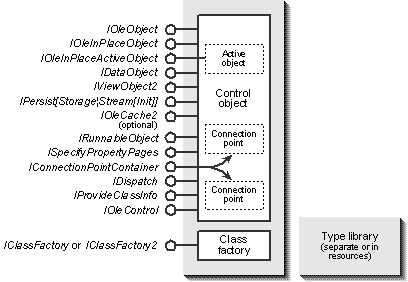 IOleObject
IOleInPlaceObject
IOleInPlaceActiveObject
IDataObject
IViewObject2
IPersist[Storage|Stream[Init]]
IOleCache2
(optional)
IRunnableObject
ISpecifyPropertyPages
IConnectionPointContainer
IDispatch
IProvideClassInfo
IOleControl
IClassFactory or IClassFactory2
Active
object
Control
object
Connection
point
Connection
point
Class
factory
Type library
(separate or in
resources)